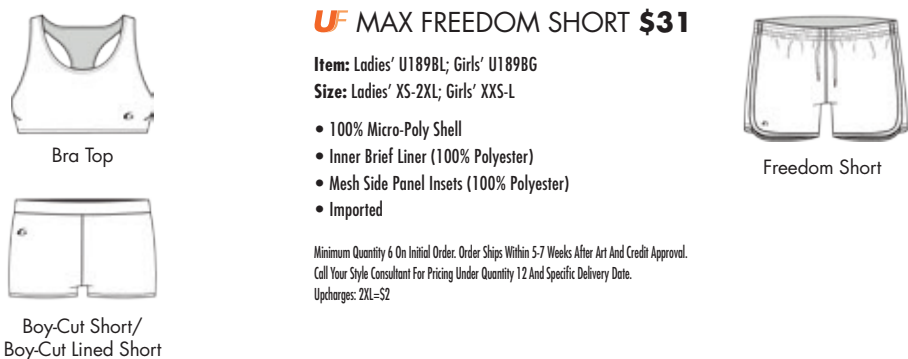 Bra Top
Boy-Cut Short/
Boy-Cut Lined Short
UF MAX FREEDOM SHORT $31
Item: Ladies’ U189BL; Girls’ U189BG
Size: Ladies’ XS-2XL; Girls’ XXS-L
• 100% Micro-Poly Shell
• Inner Brief Liner (100% Polyester)
• Mesh Side Panel Insets (100% Polyester)
• Imported
Minimum Quantity 6 On Initial Order. Order Ships Within 5-7 Weeks After Art And Credit Approval.
Call Your Style Consultant For Pricing Under Quantity 12 And Specific Delivery Date.
Upcharges: 2XL=$2
Freedom Short